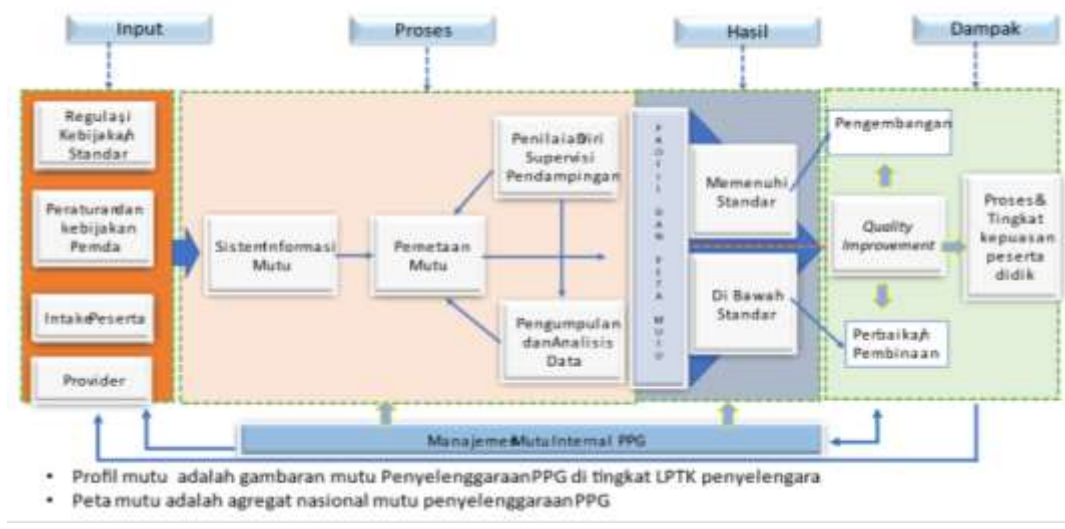 Input
Proses
Hasil
Dampak
Regulasi
Kebijakan/
Standar
Peraturan dan
kebijakan
Pemda
Intake Peserta
Provider
Sistem Informasi
Mutu
Pemetaan
Mutu
Penilaian Diri
Supervisi
Pendampingan
Pengumpulan
dan Analisis
Data
PROFIL DAN PETA MUTU
Memenuhi
Standar
Di Bawah
Standar
Pengembangan
Quality
Improvement
Perbaikan/
Pembinaan
Proses &
Tingkat
kepuasan
peserta
didik
Manajemen Mutu Internal PPG
• Profil mutu adalah gambaran mutu Penyelenggaraan PPG di tingkat LPTK penyelengara
• Peta mutu adalah agregat nasional mutu penyelenggaraan PPG